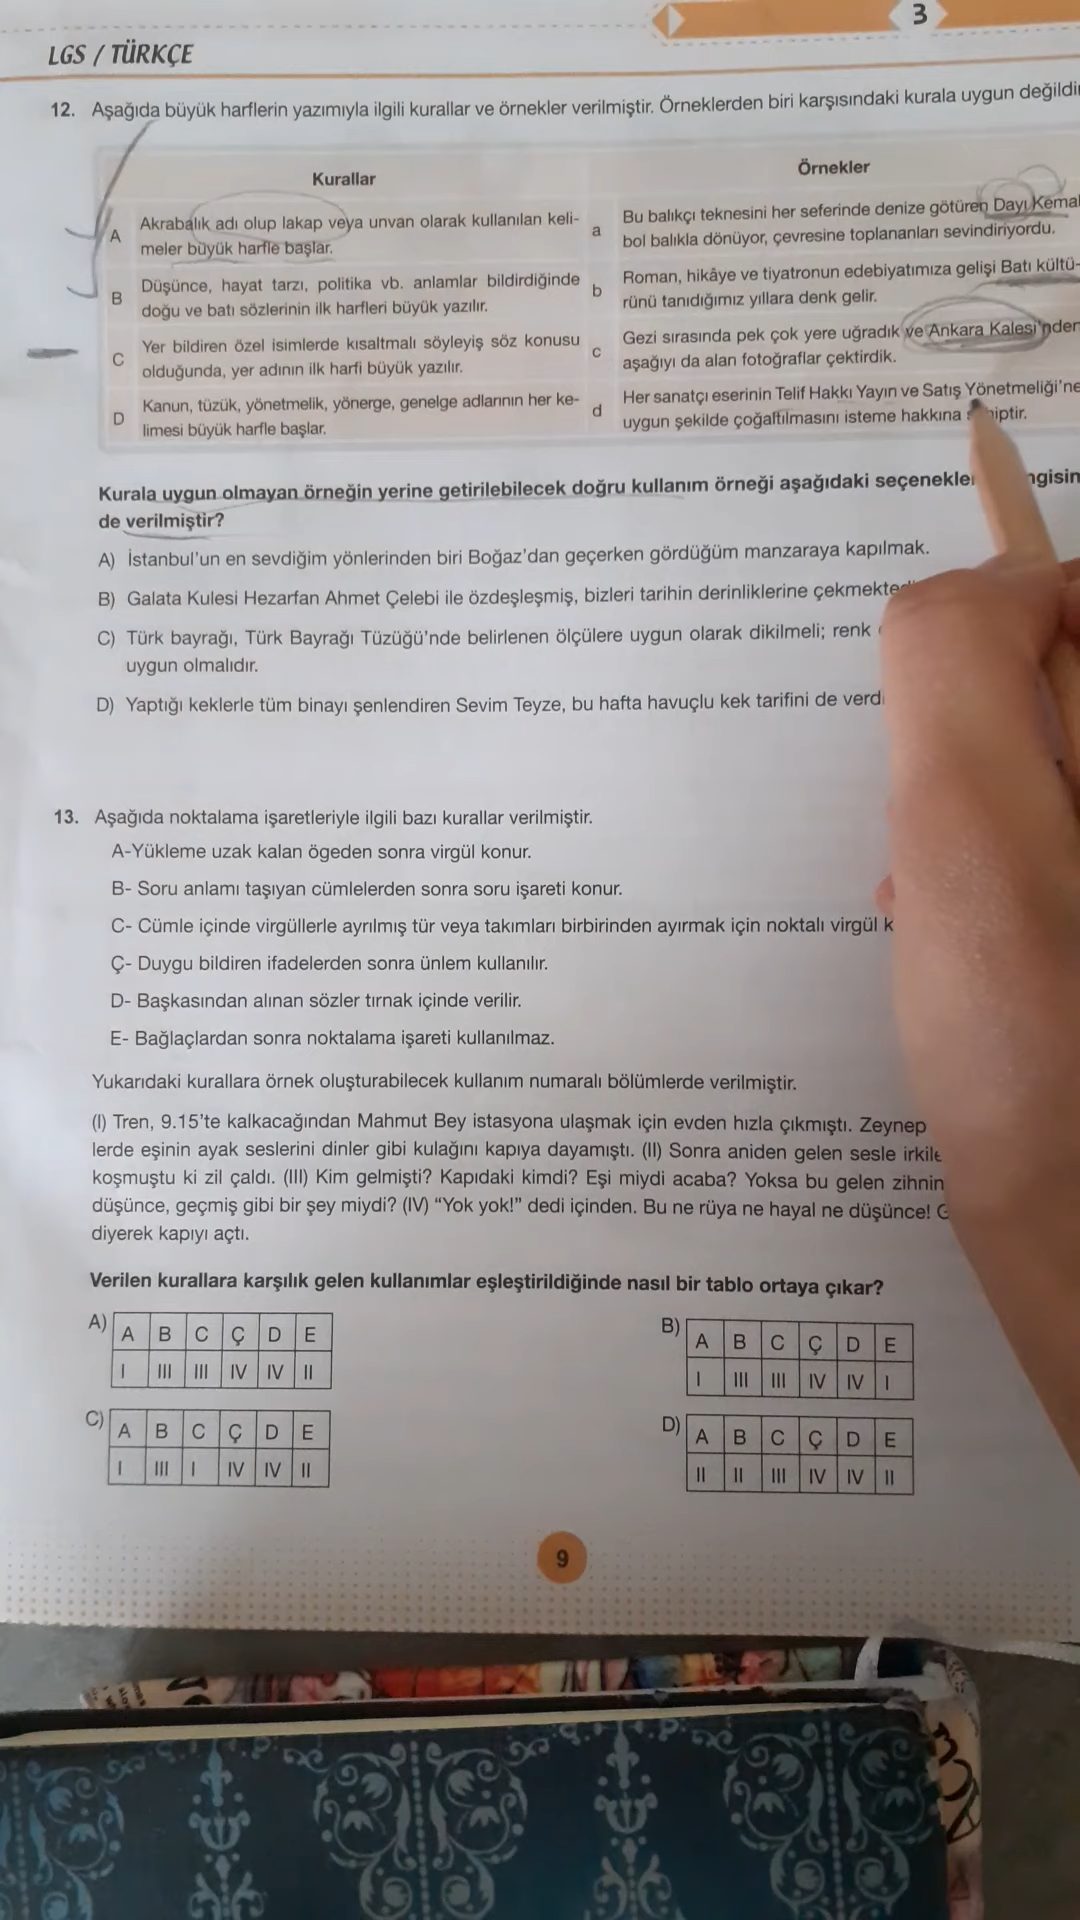 3
LGS / TÜRKÇE
12. Aşağıda büyük harflerin yazımıyla ilgili kurallar ve örnekler verilmiştir. Örneklerden biri karşısındaki kurala uygun
Kurallar
Örnekler
A Akrabalık adı olup lakap veya unvan olarak kullanılan keli-
meler büyük harfle başlar.
a Bu balıkçı teknesini her seferinde denize götüren Dayı Kemal
bol balıkla dönüyor, çevresine toplananları sevindiriyordu.
B Düşünce, hayat tarzı, politika vb. anlamlar bildirdiğinde
doğu ve batı sözlerinin ilk harfleri büyük yazılır.
b Roman, hikâye ve tiyatronun edebiyatımıza gelişi Batı kültü-
rünü tanıdığımız yıllara denk gelir.
C Yer bildiren özel isimlerde kısaltmalı söyleyiş söz konusu
olduğunda, yer adının ilk harfi büyük yazılır.
c Gezi sırasında pek çok yere uğradık ve Ankara Kalesi'nden
aşağıyı da alan fotoğraflar çektirdik.
D Kanun, tüzük, yönetmelik, yönerge, genelge adlarının her ke-
limesi büyük harfle başlar.
d Her sanatçı eserinin Telif Hakkı Yayın ve Satış Yönetmeliği'ne
uygun şekilde çoğaltılmasını isteme hakkına
Kurala uygun olmayan örneğin yerine getirilebilecek doğru kullanım örneği aşağıdaki
de verilmiştir?
A) İstanbul'un en sevdiğim yönlerinden biri Boğaz'dan geçerken gördüğüm manzaraya kapılmak.
B) Galata Kulesi Hezarfan Ahmet Çelebi ile özdeşleşmiş, bizleri tarihin derinliklerine
C) Türk bayrağı, Türk Bayrağı Tüzüğü'nde belirlenen ölçülere uygun olarak dikilmeli; renk
uygun olmalıdır.
D) Yaptığı keklerle tüm binayı şenlendiren Sevim Teyze, bu hafta havuçlu kek tarifini de
13. Aşağıda noktalama işaretleriyle ilgili bazı kurallar verilmiştir.
A-Yükleme uzak kalan ögeden sonra virgül konur.
B- Soru anlamı taşıyan cümlelerden sonra soru işareti konur.
C- Cümle içinde virgüllerle ayrılmış tür veya takımları birbirinden ayırmak için noktalı virgül
Ç- Duygu bildiren ifadelerden sonra ünlem kullanılır.
D- Başkasından alınan sözler tırnak içinde verilir.
E- Bağlaçlardan sonra noktalama işareti kullanılmaz.
Yukarıdaki kurallara örnek oluşturabilecek kullanım numaralı bölümlerde verilmiştir.
(I) Tren, 9.15'te kalkacağından Mahmut Bey istasyona ulaşmak için evden hızla çıkmıştı. Zeynep
lerde eşinin ayak seslerini dinler gibi kulağını kapıya dayamıştı. (II) Sonra aniden gelen sesle
koşmuştu ki zil çaldı. (III) Kim gelmişti? Kapıdaki kimdi? Eşi miydi acaba? Yoksa bu gelen
düşünce, geçmiş gibi bir şey miydi? (IV) “Yok yok!” dedi içinden. Bu ne rüya ne hayal ne düşünce!
diyerek kapıyı açtı.
Verilen kurallara karşılık gelen kullanımlar eşleştirildiğinde nasıl bir tablo ortaya çıkar?
A)
A B C Ç D E
I III III IV IV II
B)
A B C Ç D E
I III III IV IV I
C)
A B C Ç D E
I III I IV IV II
D)
A B C Ç D E
II II III IV IV II
9